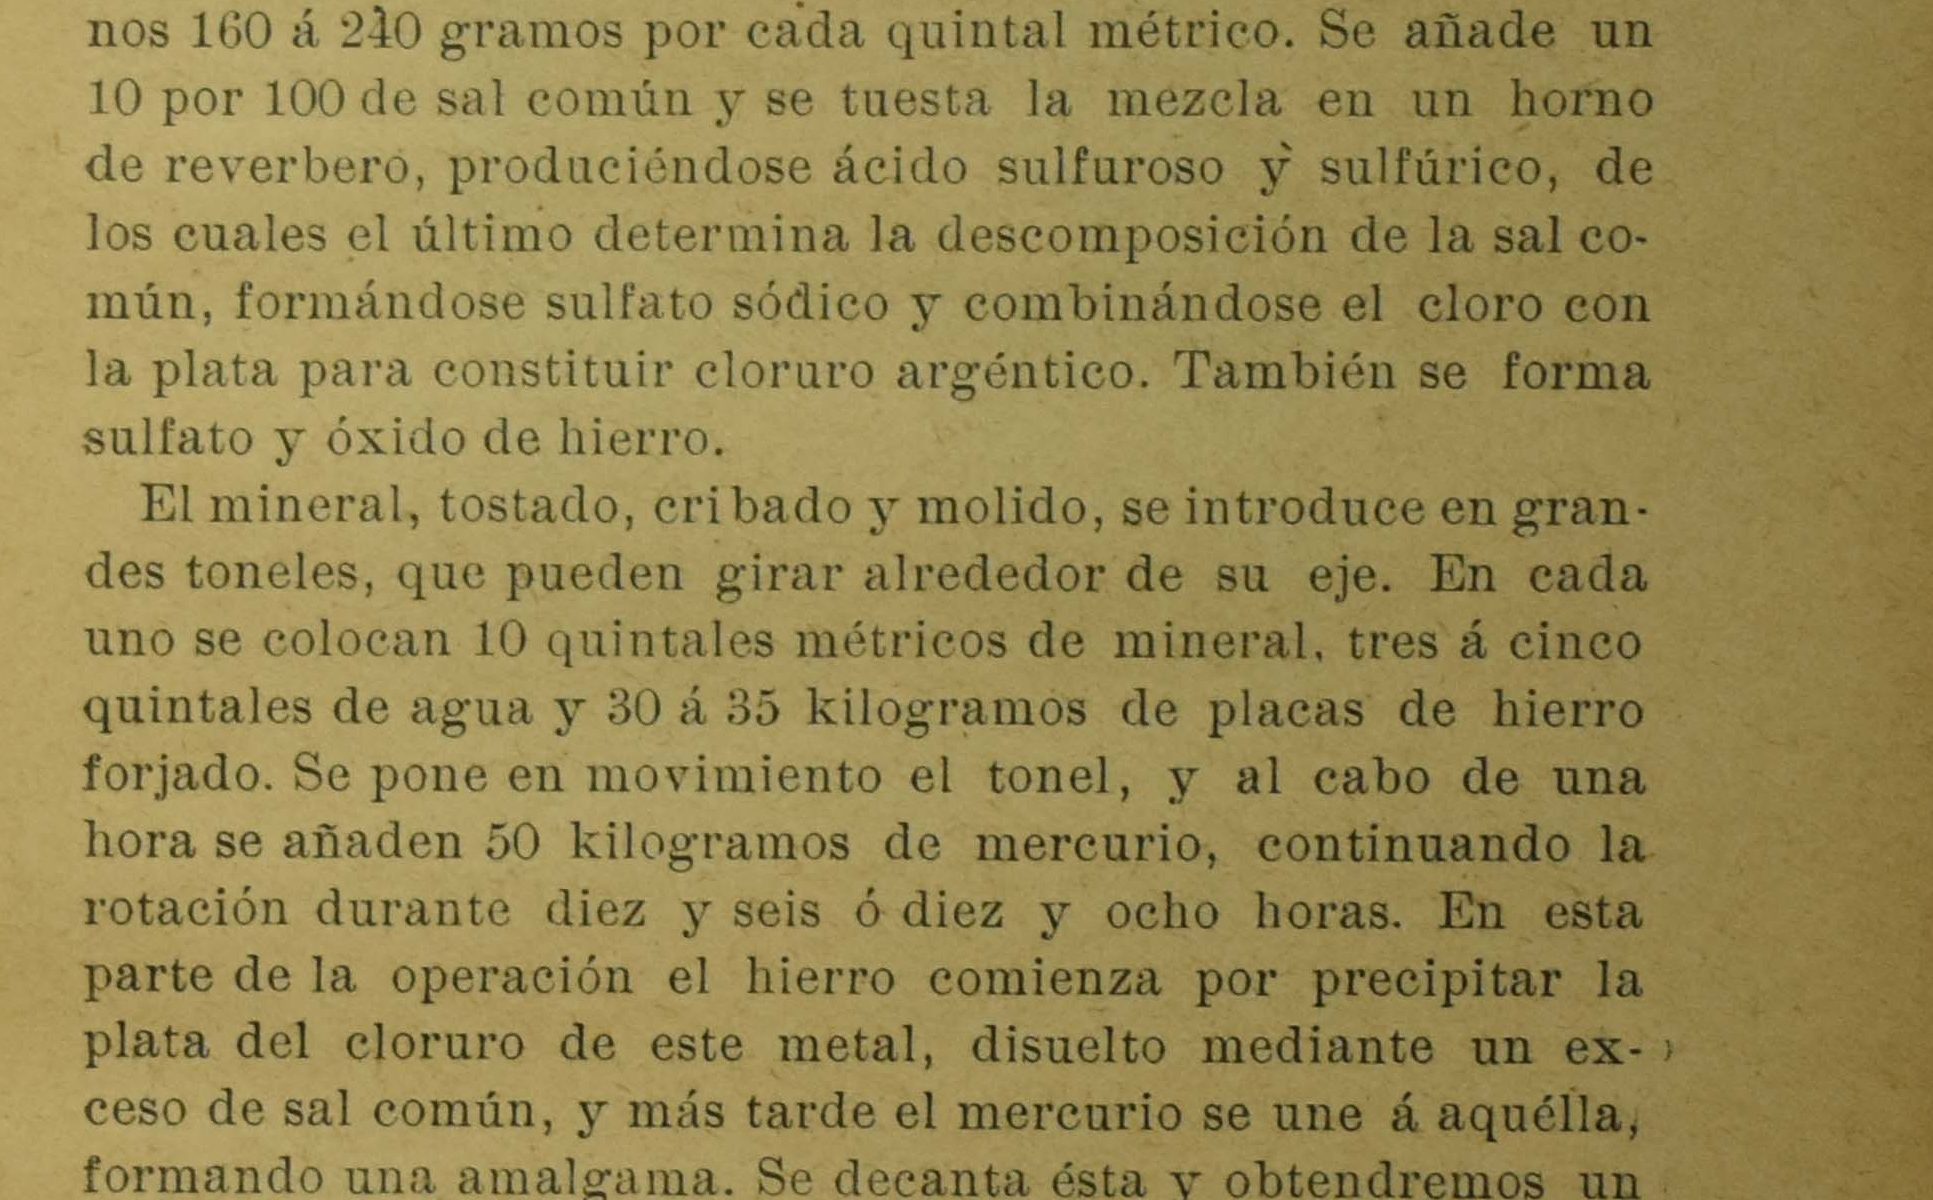 nos 160 á 240 gramos por cada quintal métrico. Se añade un
10 por 100 de sal común y se tuesta la mezcla en un horno
de reverbero, produciéndose ácido sulfuroso y sulfúrico, de
los cuales el último determina la descomposición de la sal co-
mún, formándose sulfato sódico y combinándose el cloro con
la plata para constituir cloruro argéntico. También se forma
sulfato y óxido de hierro.
El mineral, tostado, cribado y molido, se introduce en gran-
des toneles, que pueden girar alrededor de su eje. En cada
uno se colocan 10 quintales métricos de mineral, tres á cinco
quintales de agua y 30 á 35 kilogramos de placas de hierro
forjado. Se pone en movimiento el tonel, y al cabo de una
hora se añaden 50 kilogramos de mercurio, continuando la
rotación durante diez y seis ó diez y ocho horas. En esta
parte de la operación el hierro comienza por precipitar la
plata del cloruro de este metal, disuelto mediante un ex-
ceso de sal común, y más tarde el mercurio se une á aquélla,
formando una amalgama. Se decanta ésta y obtendremos un